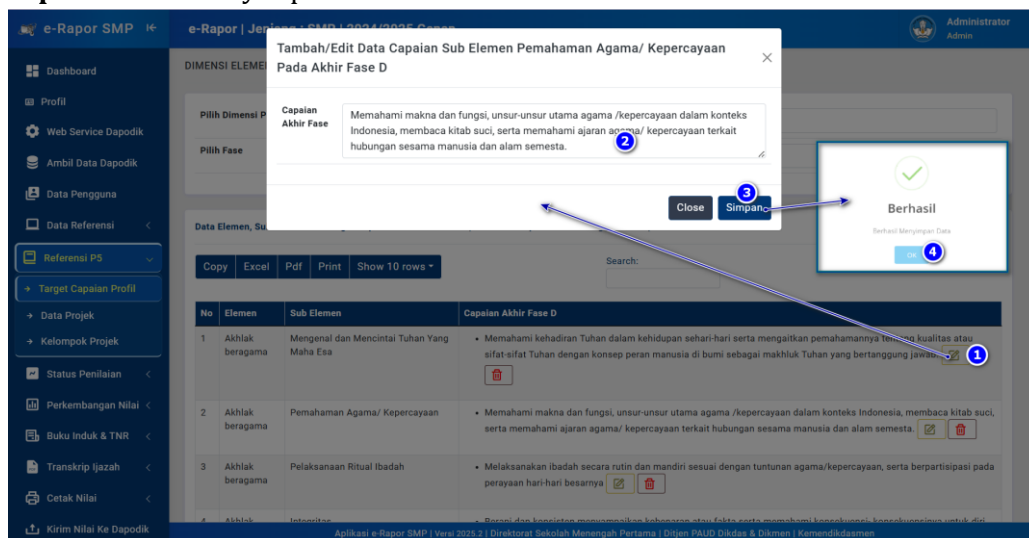 e-Rapor SMP
Administrator
Admin
Tambah/Edit Data Capaian Sub Elemen Pemahaman Agama/ Kepercayaan
Pada Akhir Fase D
Capaian
Akhir Fase
Memahami makna dan fungsi, unsur-unsur utama agama /kepercayaan dalam konteks
Indonesia, membaca kitab suci, serta memahami ajaran agama/ kepercayaan terkait
hubungan sesama manusia dan alam semesta.
2
3
Close
Simpan
Berhasil
Berhasil Menyimpan Data
Ok
4
Dashboard
Profil
Web Service Dapodik
Ambil Data Dapodik
Data Pengguna
Data Referensi
Referensi P5
Target Capaian Profil
Data Projek
Kelompok Projek
Status Penilaian
Perkembangan Nilai
Buku Induk & TNR
Transkrip Ijazah
Cetak Nilai
Kirim Nilai Ke Dapodik
Pilih Dimensi
Pilih Fase
Data Elemen,
Copy
Excel
Pdf
Print
Show 10 rows
Search:
No
Elemen
Sub Elemen
Capaian Akhir Fase D
1
Akhlak
beragama
Mengenal dan Mencintai Tuhan Yang
Maha Esa
• Memahami kehadiran Tuhan dalam kehidupan sehari-hari serta mengaitkan pemahamannya tentang kualitas atau
sifat-sifat Tuhan dengan konsep peran manusia di bumi sebagai makhluk Tuhan yang bertanggung jawab.
1
2
Akhlak
beragama
Pemahaman Agama/ Kepercayaan
• Memahami makna dan fungsi, unsur-unsur utama agama /kepercayaan dalam konteks Indonesia, membaca kitab suci,
serta memahami ajaran agama/ kepercayaan terkait hubungan sesama manusia dan alam semesta.
3
Akhlak
beragama
Pelaksanaan Ritual Ibadah
• Melaksanakan ibadah secara rutin dan mandiri sesuai dengan tuntunan agama/kepercayaan, serta berpartisipasi pada
perayaan hari-hari besarnya
Aplikasi e-Rapor SMP | Versi 2025.2 | Direktorat Sekolah Menengah Pertama | Ditjen PAUD Dikdas & Dikmen | Kemendikdasmen